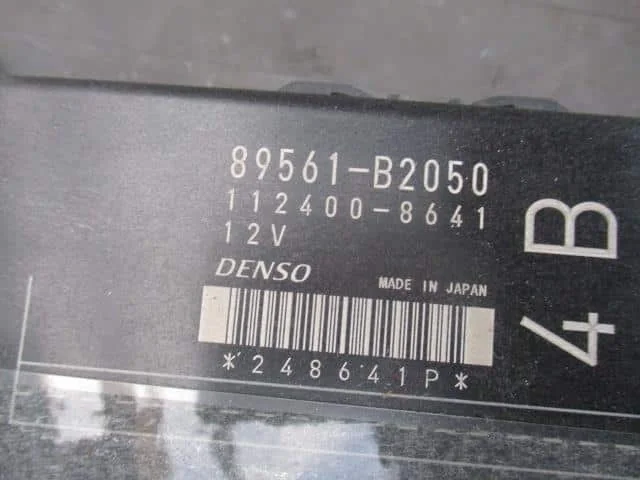 89561-B2050
112400-8641
12V
DENSO
MADE IN JAPAN
*248641P*
4B